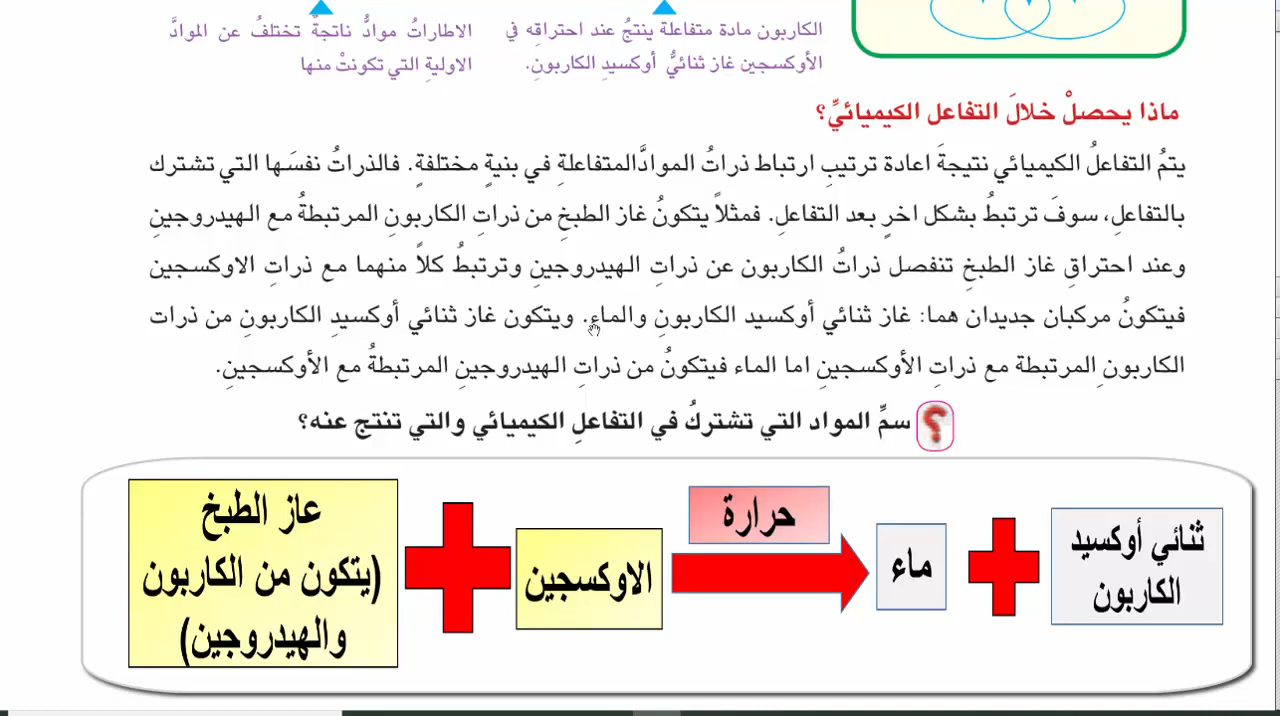 الكاربون مادة متفاعلة ينتجُ عند احتراقِه في
الأوكسجين غاز ثنائيُّ أوكسيدِ الكاربونِ.
الاطاراتُ موادُّ ناتجةٌ تختلفُ عن الموادَّ
الاوليةِ التي تكونتْ منها
ماذا يحصلْ خلالَ التفاعل الكيميائيِّ؟
يتمُ التفاعلُ الكيميائي نتيجةَ اعادة ترتيبِ ارتباط ذراتُ الموادَّالمتفاعلةِ في بنيةٍ مختلفةٍ. فالذراتُ نفسَها التي تشترك
بالتفاعلِ، سوفَ ترتبطُ بشكل اخرٍ بعد التفاعلِ. فمثلاً يتكونُ غاز الطبخِ من ذراتِ الكاربونِ المرتبطةُ مع الهيدروجينِ
وعند احتراقِ غاز الطبخِ تنفصل ذراتُ الكاربون عن ذراتِ الهيدروجينِ وترتبطُ كلاً منهما مع ذراتِ الاوكسجين
فيتكونُ مركبان جديدان هما: غاز ثنائي أوكسيد الكاربونِ والماءِ. ويتكون غاز ثنائي أوكسيدِ الكاربونِ من ذرات
الكاربونِ المرتبطة مع ذراتِ الأوكسجينِ اما الماء فيتكونُ من ذراتِ الهيدروجينِ المرتبطةُ مع الأوكسجينِ.
سمِّ المواد التي تشتركُ في التفاعلِ الكيميائي والتي تنتج عنه؟
عاز الطبخ
(يتكون من الكاربون
والهيدروجين)
الاوكسجين
حرارة
ماء
ثنائي أوكسيد
الكاربون